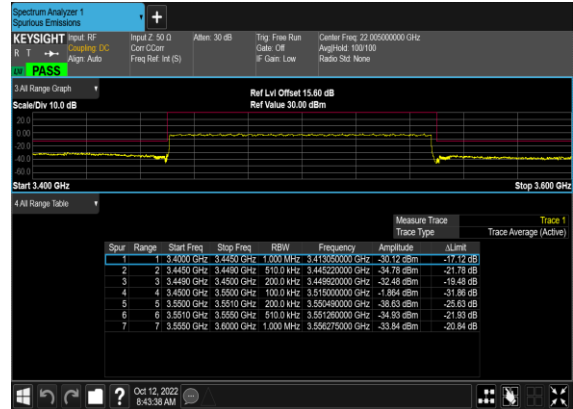 Spectrum Analyzer 1
Spurious Emissions
KEYSIGHT Input: RF Input Z: 50 Ω Atten: 30 dB Trig: Free Run Center Freq: 22.005000000 GHz
R T Coupling: DC Corr CCorr Gate: Off Avg|Hold: 100/100
Align: Auto Freq Ref: Int (S) IF Gain: Low Radio Std: None
PASS
3 All Range Graph
Ref Lvl Offset 15.60 dB
Scale/Div 10.0 dB Ref Value 30.00 dBm
20.0
0.00
-20.0
-40.0
-60.0
Start 3.400 GHz Stop 3.600 GHz
4 All Range Table
Measure Trace Trace 1
Trace Type Trace Average (Active)
Spur Range Start Freq Stop Freq RBW Frequency Amplitude ΔLimit
1 1 3.4000 GHz 3.4450 GHz 1.000 MHz 3.413050000 GHz -30.12 dBm -17.12 dB
2 2 3.4450 GHz 3.4490 GHz 510.0 kHz 3.445220000 GHz -34.78 dBm -21.78 dB
3 3 3.4490 GHz 3.4500 GHz 200.0 kHz 3.449920000 GHz -32.48 dBm -19.48 dB
4 4 3.4500 GHz 3.5500 GHz 100.0 kHz 3.515000000 GHz -1.864 dBm -31.86 dB
5 5 3.5500 GHz 3.5510 GHz 200.0 kHz 3.550490000 GHz -38.63 dBm -25.63 dB
6 6 3.5510 GHz 3.5550 GHz 510.0 kHz 3.551260000 GHz -34.93 dBm -21.93 dB
7 7 3.5550 GHz 3.6000 GHz 1.000 MHz 3.556275000 GHz -33.84 dBm -20.84 dB
Oct 12, 2022
8:43:38 AM